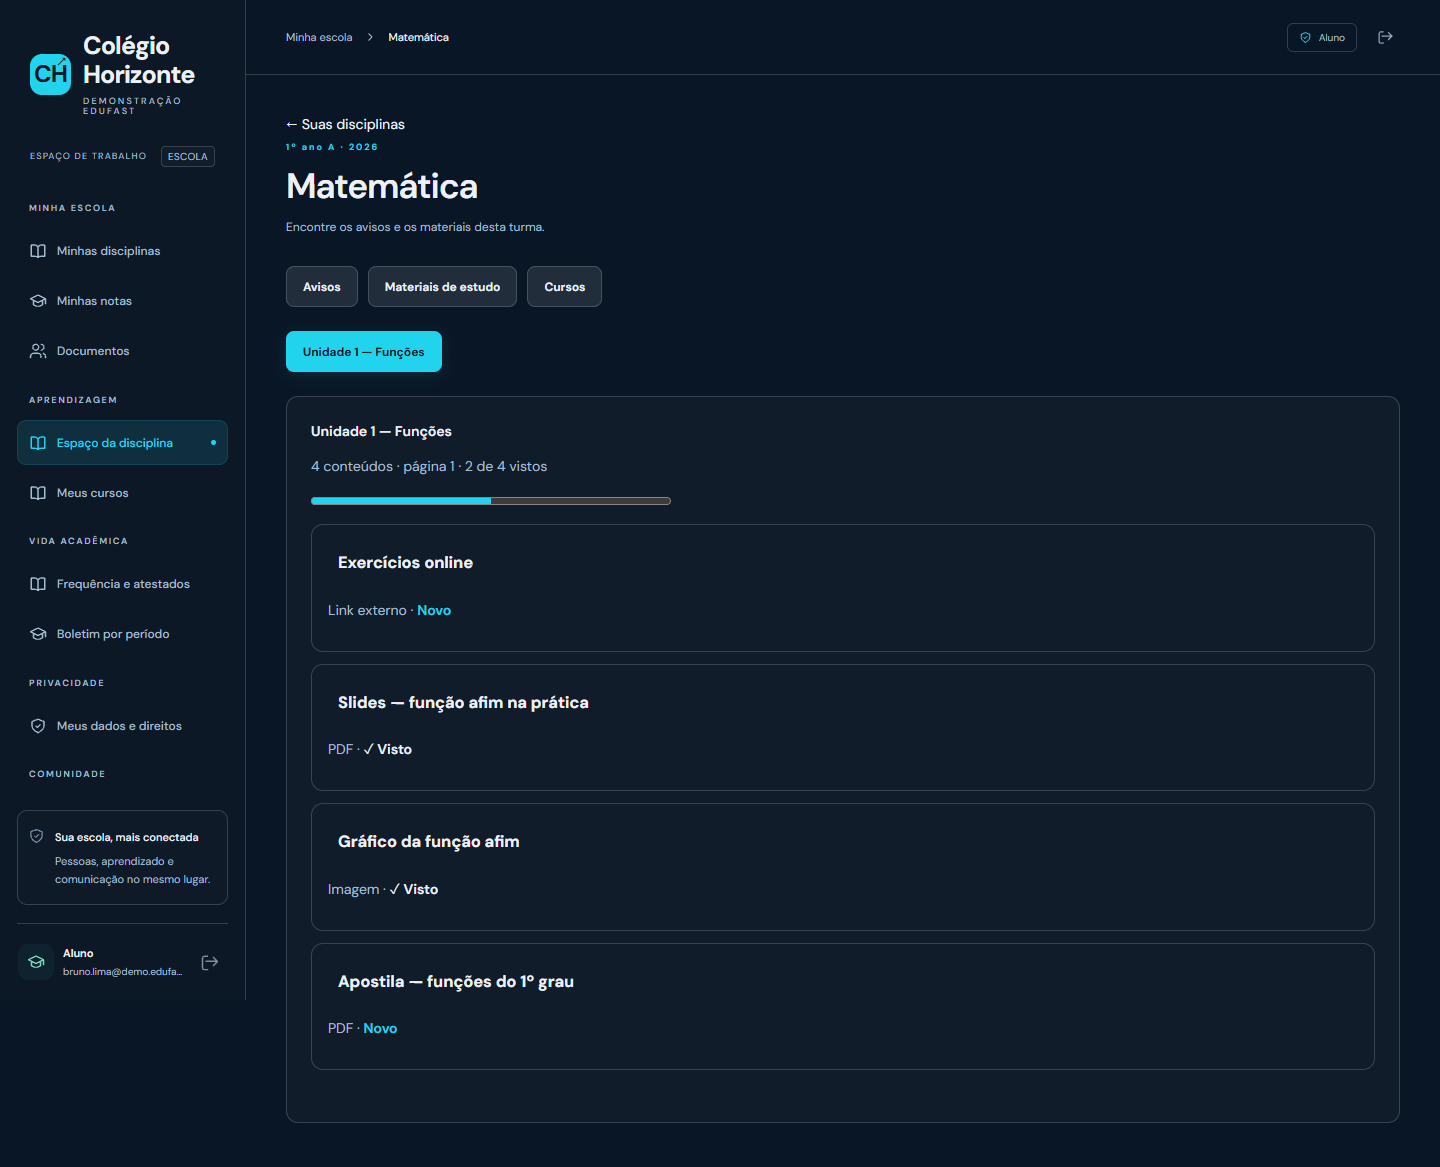 CH
Colégio
Horizonte
DEMONSTRAÇÃO
EDUFAST
ESPAÇO DE TRABALHO
ESCOLA
MINHA ESCOLA
Minhas disciplinas
Minhas notas
Documentos
APRENDIZAGEM
Espaço da disciplina
Meus cursos
VIDA ACADÊMICA
Frequência e atestados
Boletim por período
PRIVACIDADE
Meus dados e direitos
COMUNIDADE
Sua escola, mais conectada
Pessoas, aprendizado e
comunicação no mesmo lugar.
Aluno
bruno.lima@demo.edufa...
Minha escola > Matemática
Aluno
← Suas disciplinas
1º ano A · 2026
Matemática
Encontre os avisos e os materiais desta turma.
Avisos
Materiais de estudo
Cursos
Unidade 1 — Funções
Unidade 1 — Funções
4 conteúdos · página 1 · 2 de 4 vistos
Exercícios online
Link externo · Novo
Slides — função afim na prática
PDF · ✓ Visto
Gráfico da função afim
Imagem · ✓ Visto
Apostila — funções do 1º grau
PDF · Novo